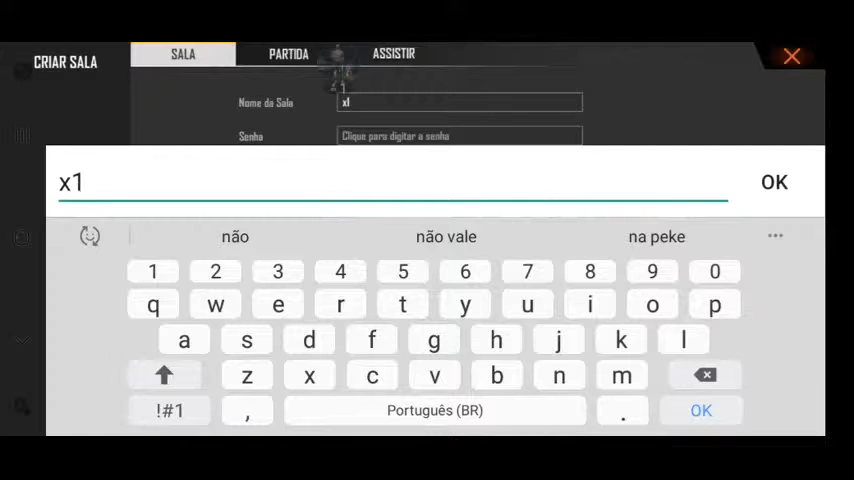 CRIAR SALA
SALA PARTIDA ASSISTIR
Nome da Sala x1
Senha Clique para digitar a senha
x1 OK
não não vale na peke ...
1 2 3 4 5 6 7 8 9 0
q w e r t y u i o p
a s d f g h j k l
z x c v b n m
!#1 , Português (BR) . OK